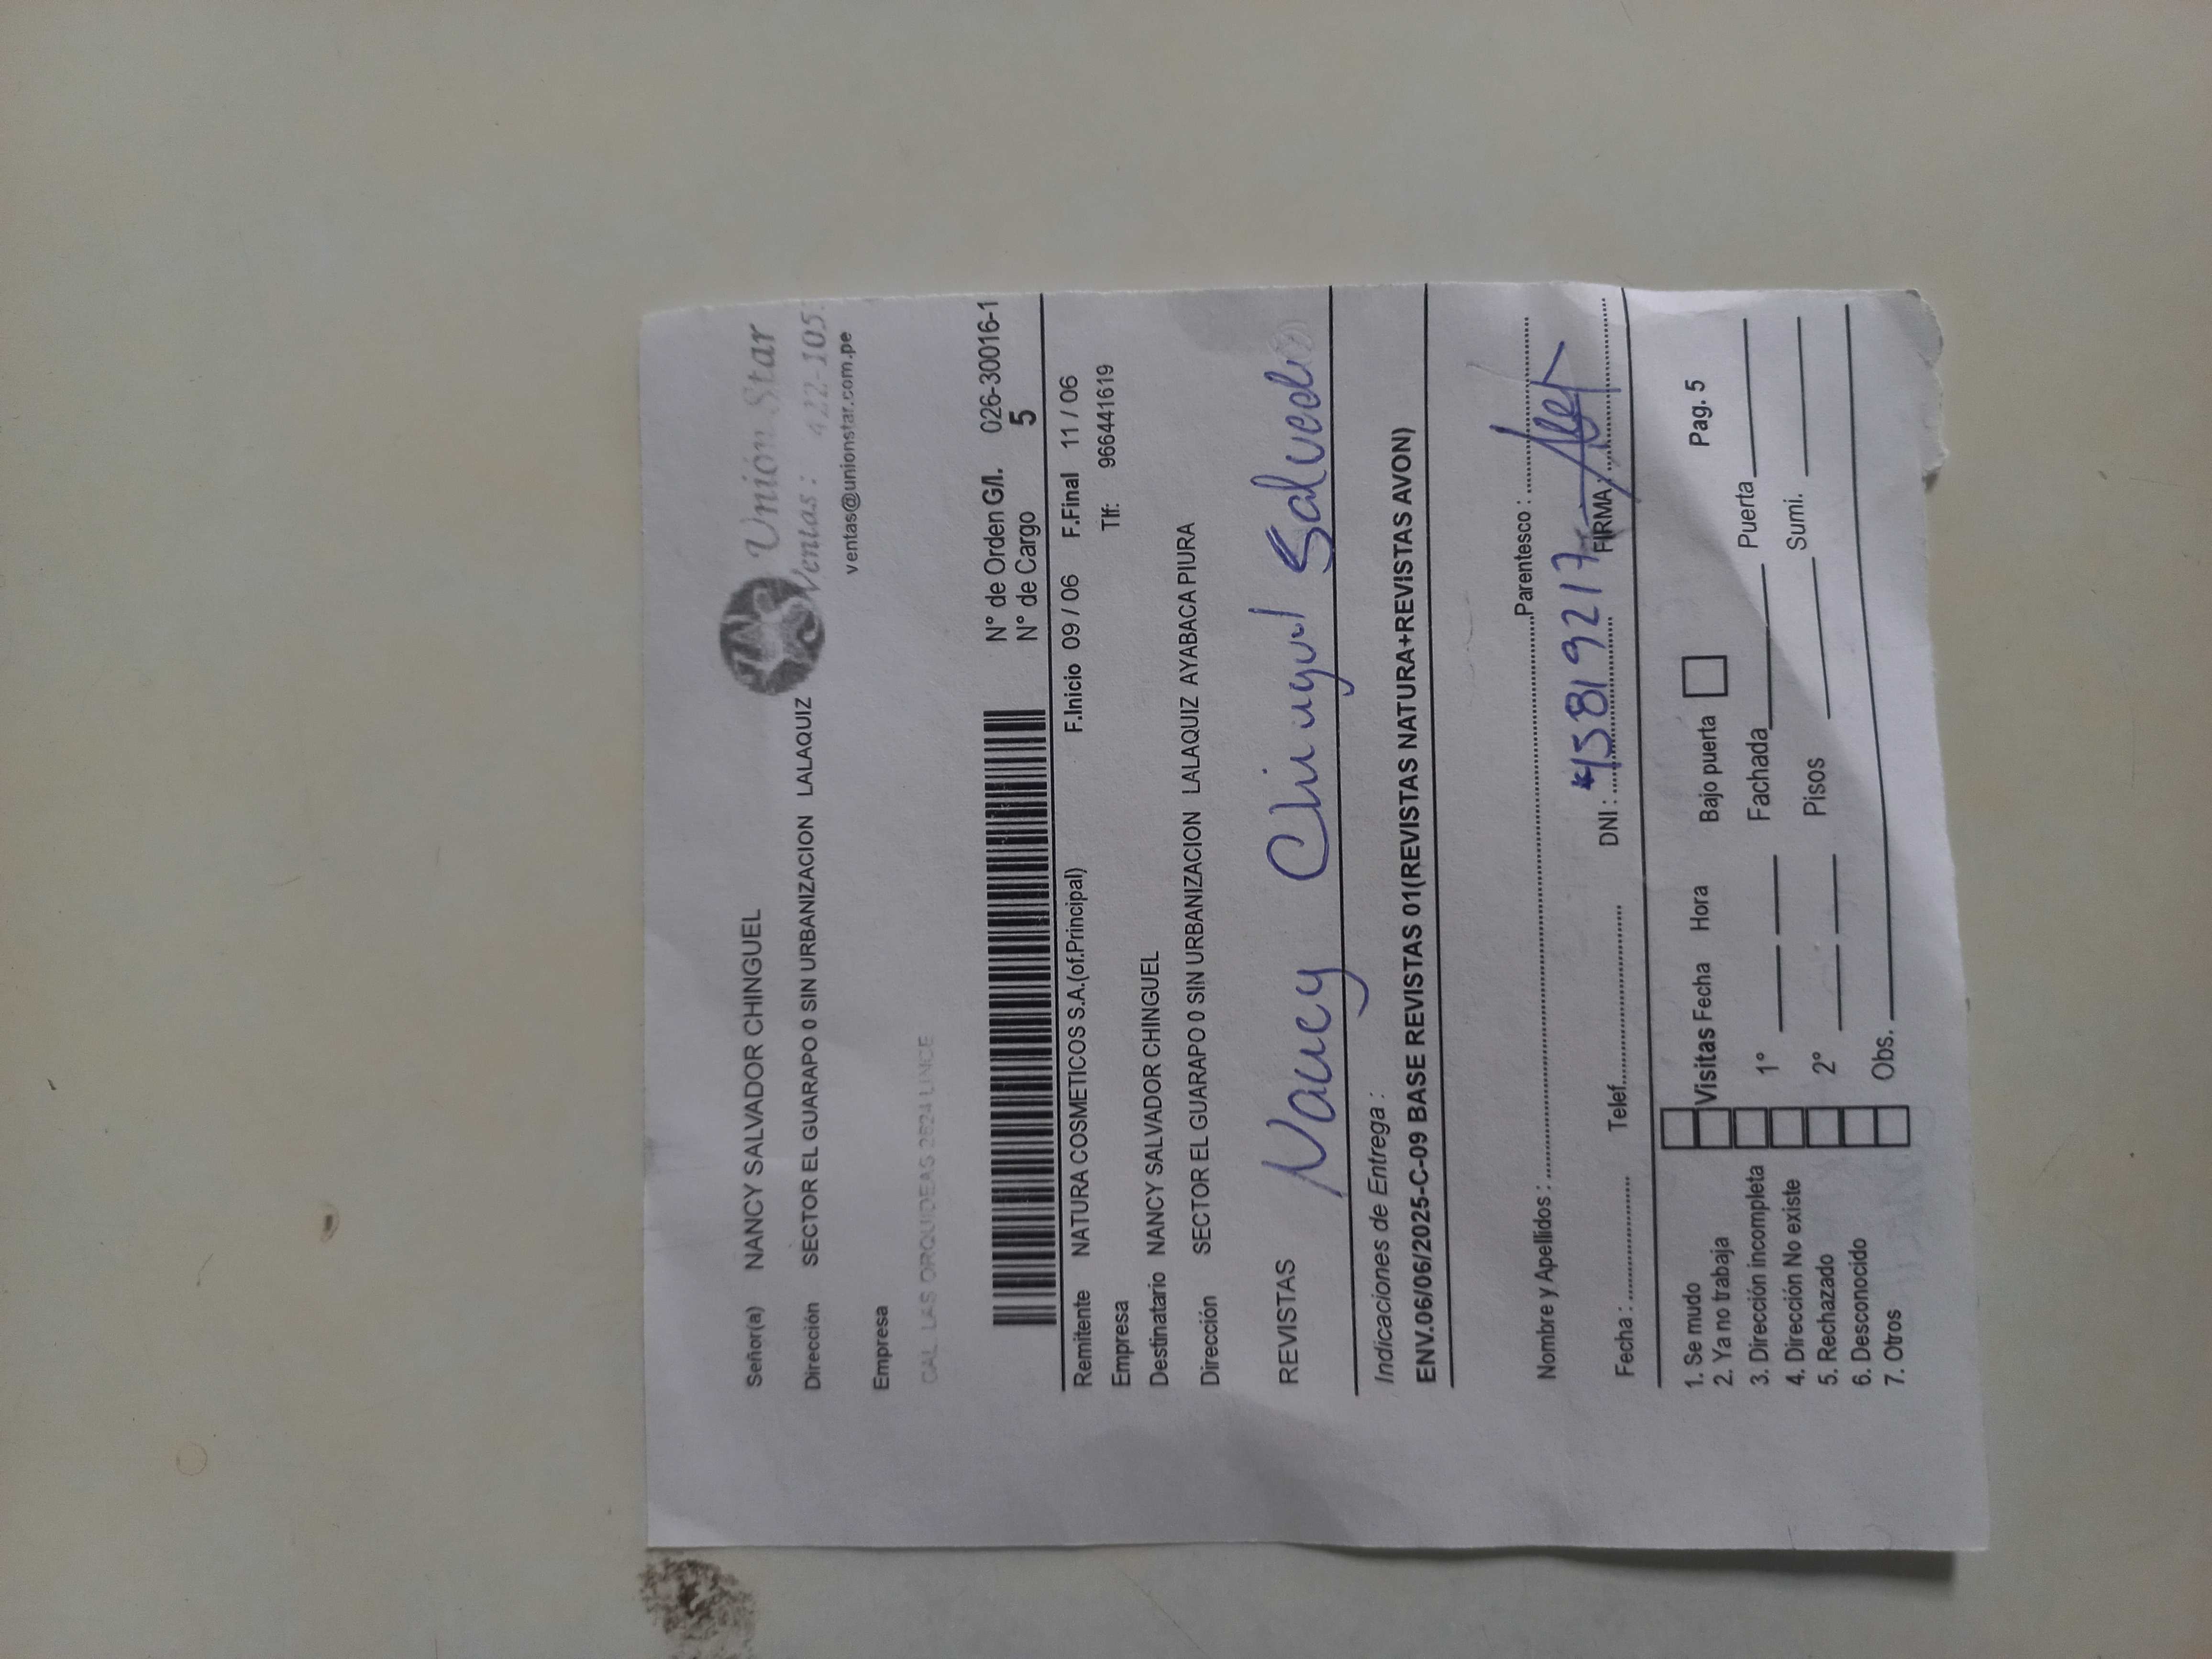 Unión Star
Señor(a) NANCY SALVADOR CHINGUEL
Ventas: 422-105
Dirección SECTOR EL GUARAPO 0 SIN URBANIZACION LALAQUIZ
ventas@unionstar.com.pe
Empresa
CAL. LAS ORQUIDEAS 2624 LINCE
N° de Orden G/I. 026-30016-1
N° de Cargo 5
Remitente NATURA COSMETICOS S.A.(of.Principal) F.Inicio 09 / 06 F.Final 11 / 06
Empresa Tlf: 966441619
Destinatario NANCY SALVADOR CHINGUEL
Dirección SECTOR EL GUARAPO 0 SIN URBANIZACION LALAQUIZ AYABACA PIURA
REVISTAS Nancy Chinguel Salvador
Indicaciones de Entrega :
ENV.06/06/2025-C-09 BASE REVISTAS 01(REVISTAS NATURA+REVISTAS AVON)
Nombre y Apellidos : Parentesco :
Fecha : Telef. DNI : 43819217 FIRMA :
1. Se mudo Visitas Fecha Hora Bajo puerta Pag. 5
2. Ya no trabaja
3. Dirección incompleta 1° Fachada Puerta
4. Dirección No existe
5. Rechazado 2° Pisos Sumi.
6. Desconocido
7. Otros Obs.